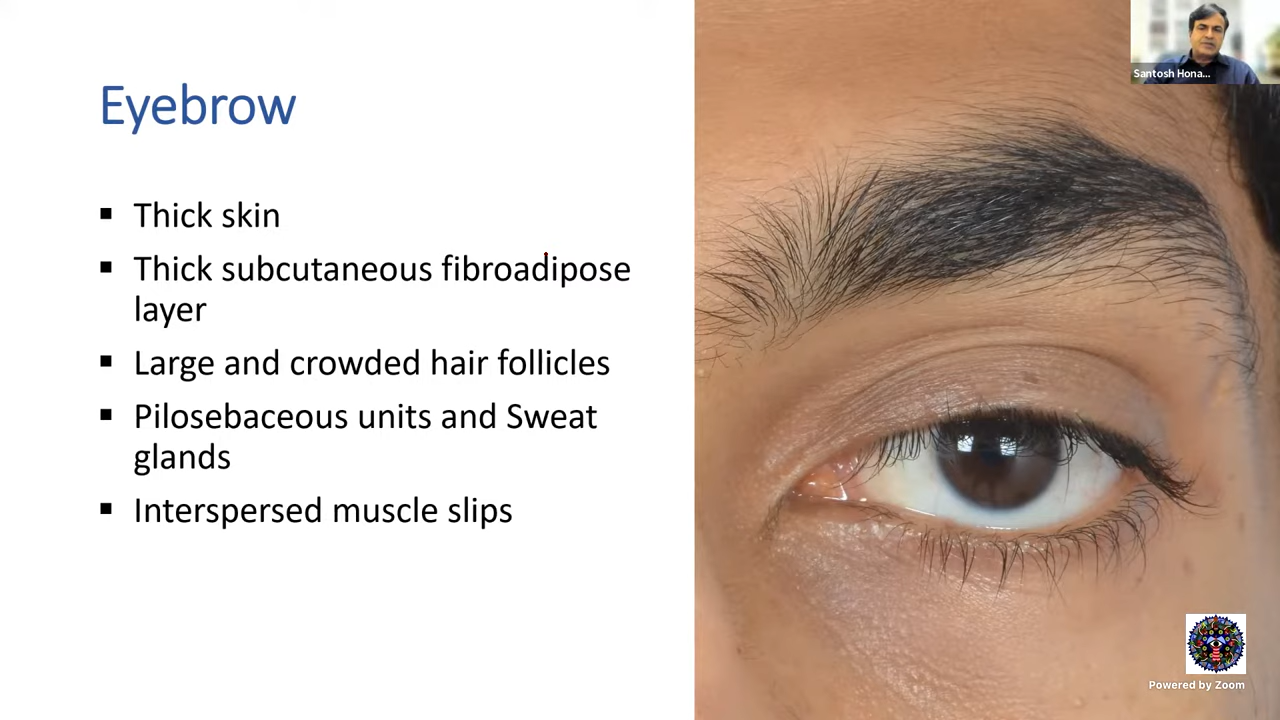 Eyebrow
▪ Thick skin
▪ Thick subcutaneous fibroadipose
layer
▪ Large and crowded hair follicles
▪ Pilosebaceous units and Sweat
glands
▪ Interspersed muscle slips
Santosh Hona...
Powered by Zoom